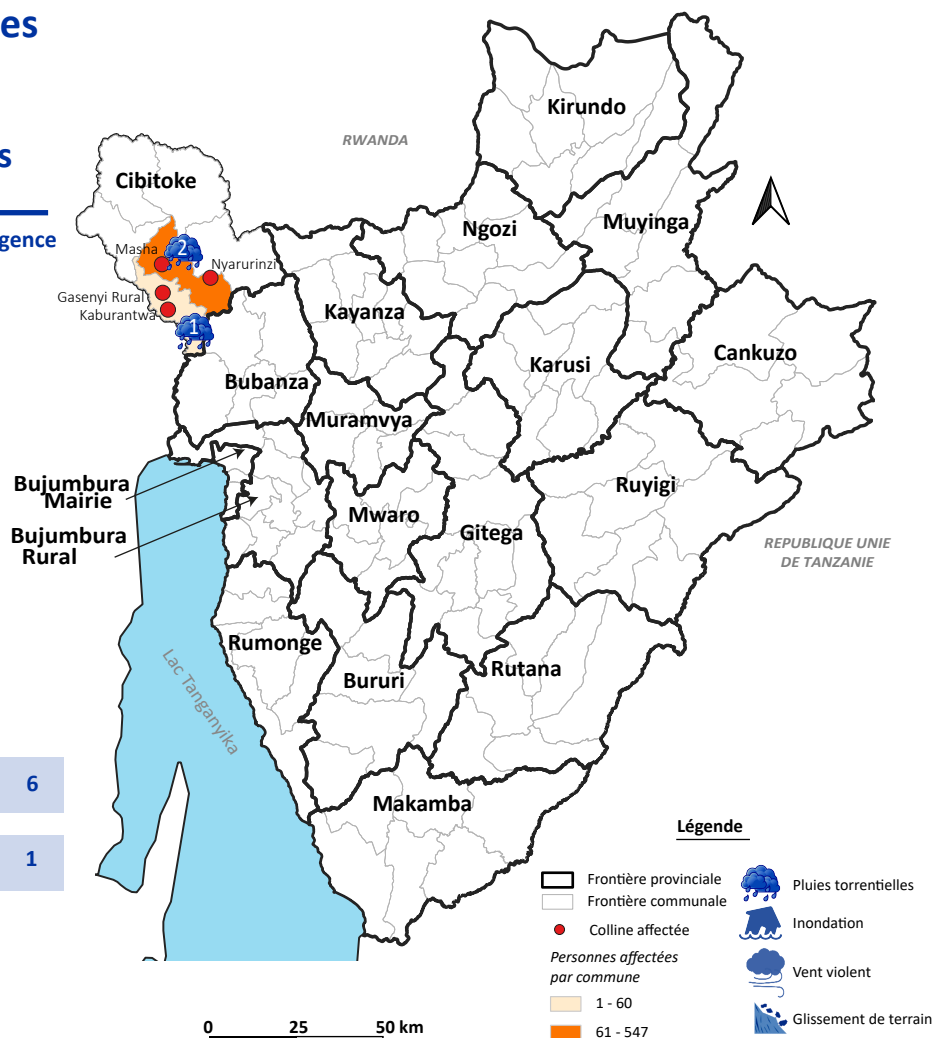 es
s
gence
RWANDA
Kirundo
Cibitoke
Ngozi
Muyinga
Masha
2
Nyarurinzi
Gasenyi Rural
Kaburantwa
1
Kayanza
Karusi
Cankuzo
Bubanza
Muramvya
Bujumbura
Mairie
Ruyigi
Mwaro
Gitega
Bujumbura
Rural
REPUBLIQUE UNIE
DE TANZANIE
Rumonge
Lac Tanganyika
Bururi
Rutana
6
Makamba
1
Légende
Frontière provinciale
Frontière communale
Colline affectée
Personnes affectées
par commune
1 - 60
61 - 547
Pluies torrentielles
Inondation
Vent violent
Glissement de terrain
0 25 50 km